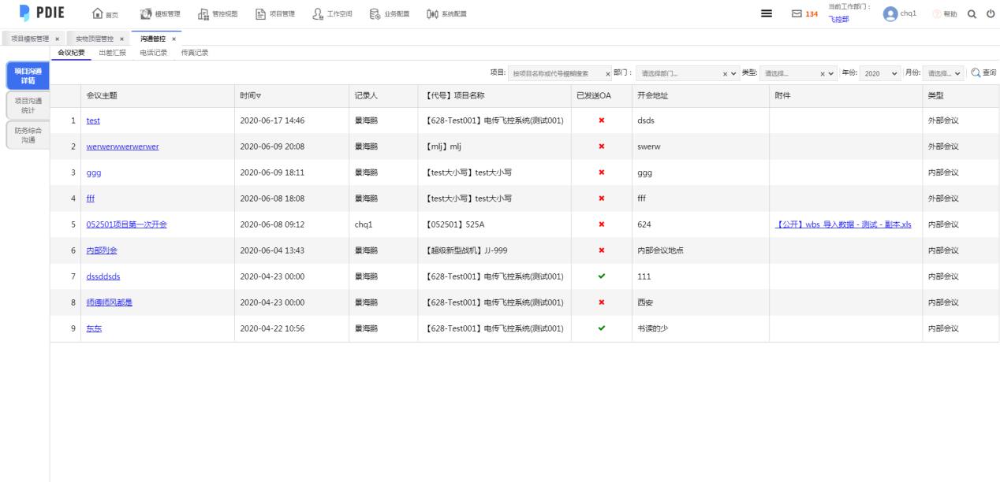 PDIE 首页 模板管理 管控视图 项目管理 工作空间 业务配置 系统配置 134 当前工作部门： 飞控部 chq1 帮助
项目模板管理 × 实物顶层管控 × 沟通管控 ×
会议纪要 出差汇报 电话记录 传真记录
项目沟通
详情
项目沟通
统计
防务综合
沟通
项目: 按项目名称或代号模糊搜索 × 部门： 请选择部门... × 类型: 请选择... × 年份: 2020 月份: 请选择... 查询
会议主题 时间▽ 记录人 【代号】项目名称 已发送OA 开会地址 附件 类型
1 test 2020-06-17 14:46 景海鹏 【628-Test001】电传飞控系统(测试001) dsds 外部会议
2 werwerwwerwerwer 2020-06-09 20:08 景海鹏 【mlj】mlj swerw 外部会议
3 ggg 2020-06-09 18:11 景海鹏 【test大小写】test大小写 ggg 内部会议
4 fff 2020-06-08 18:08 景海鹏 【test大小写】test大小写 fff 外部会议
5 052501项目第一次开会 2020-06-08 09:12 chq1 【052501】525A 624 【公开】wbs_导入数据 - 测试 - 副本.xls 内部会议
6 内部列会 2020-06-04 13:43 景海鹏 【超级新型战机】JJ-999 内部会议地点 内部会议
7 dssddsds 2020-04-23 00:00 景海鹏 【628-Test001】电传飞控系统(测试001) 111 内部会议
8 师德师风都是 2020-04-23 00:00 景海鹏 【628-Test001】电传飞控系统(测试001) 西安 内部会议
9 东东 2020-04-22 10:56 景海鹏 【628-Test001】电传飞控系统(测试001) 书读的少 内部会议